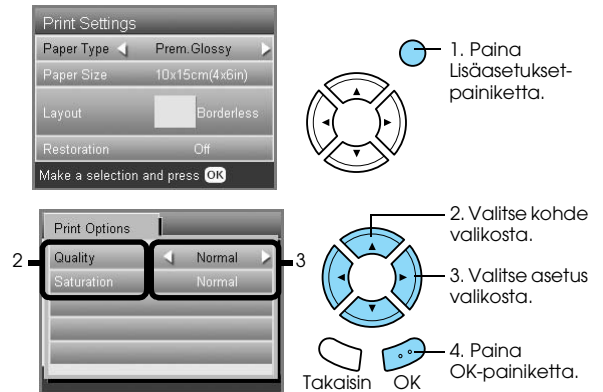 Print Settings
Paper Type Prem.Glossy
Paper Size 10x15cm(4x6in)
Layout Borderless
Restoration Off
Make a selection and press OK
1. Paina
Lisäasetukset-
painiketta.
Print Options
2 Quality Normal 3
Saturation Normal
2. Valitse kohde
valikosta.
3. Valitse asetus
valikosta.
4. Paina
OK-painiketta.
Takaisin OK